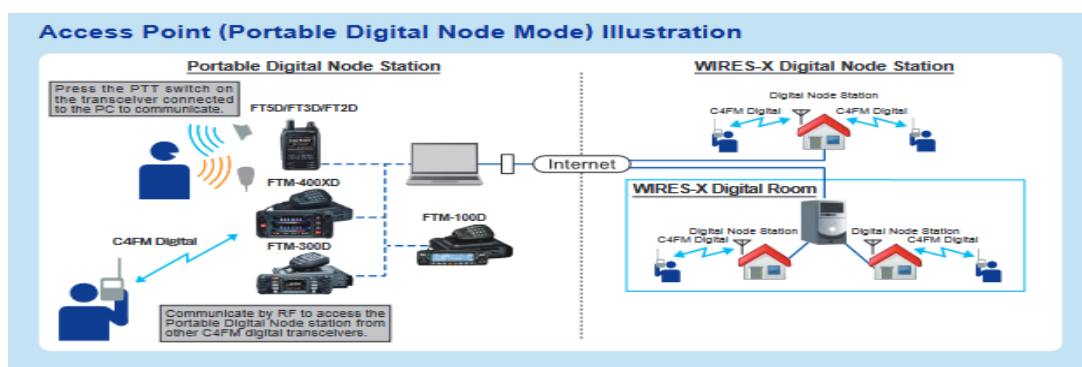 Access Point (Portable Digital Node Mode) Illustration
Portable Digital Node Station
Press the PTT switch on
the transceiver connected
to the PC to communicate.
FT5D/FT3D/FT2D
FTM-400XD
FTM-100D
FTM-300D
C4FM Digital
Communicate by RF to access the
Portable Digital Node station from
other C4FM digital transceivers.
Internet
WIRES-X Digital Node Station
Digital Node Station
C4FM Digital
C4FM Digital
WIRES-X Digital Room
Digital Node Station
C4FM Digital
Digital Node Station
C4FM Digital